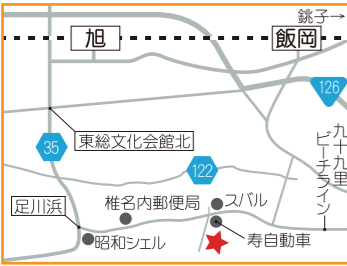 銚子→
旭
飯岡
126
東総文化会館北
35
九十九里
ビーチライン
122
足川浜
椎名内郵便局
スバル
昭和シェル
寿自動車